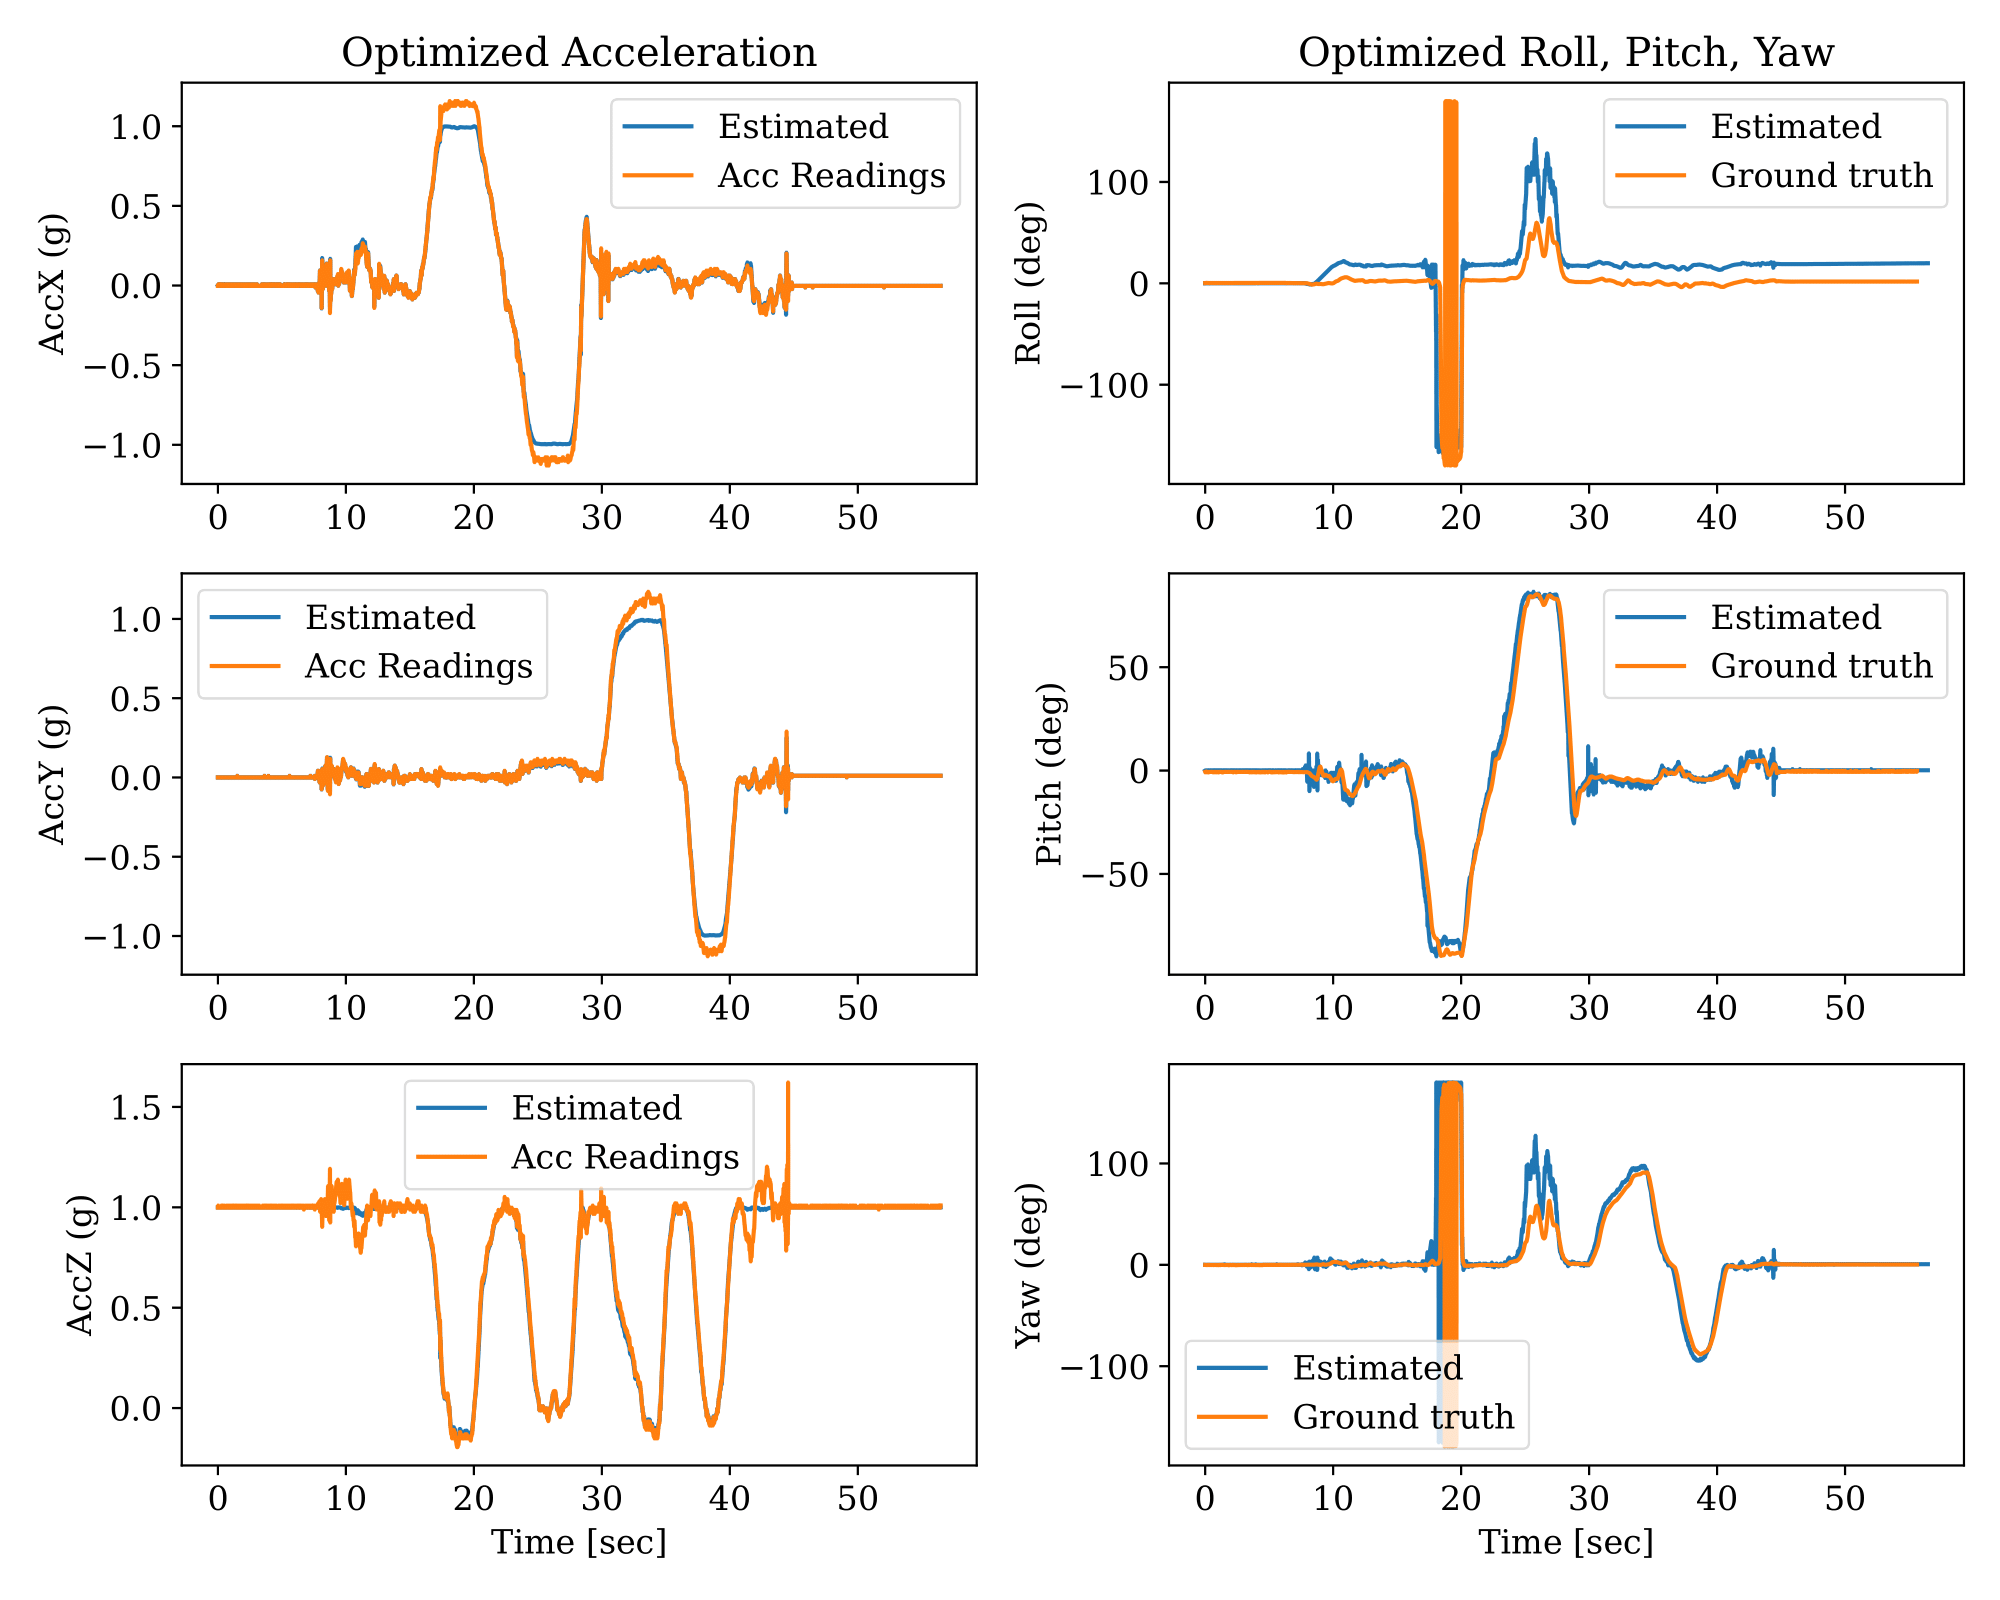 Optimized Acceleration
Optimized Roll, Pitch, Yaw
AccX (g)
1.0
0.5
0.0
−0.5
−1.0
Estimated
Acc Readings
0 10 20 30 40 50
Roll (deg)
100
0
−100
Estimated
Ground truth
0 10 20 30 40 50
AccY (g)
1.0
0.5
0.0
−0.5
−1.0
Estimated
Acc Readings
0 10 20 30 40 50
Pitch (deg)
50
0
−50
Estimated
Ground truth
0 10 20 30 40 50
AccZ (g)
1.5
1.0
0.5
0.0
Estimated
Acc Readings
0 10 20 30 40 50
Time [sec]
Yaw (deg)
100
0
−100
Estimated
Ground truth
0 10 20 30 40 50
Time [sec]